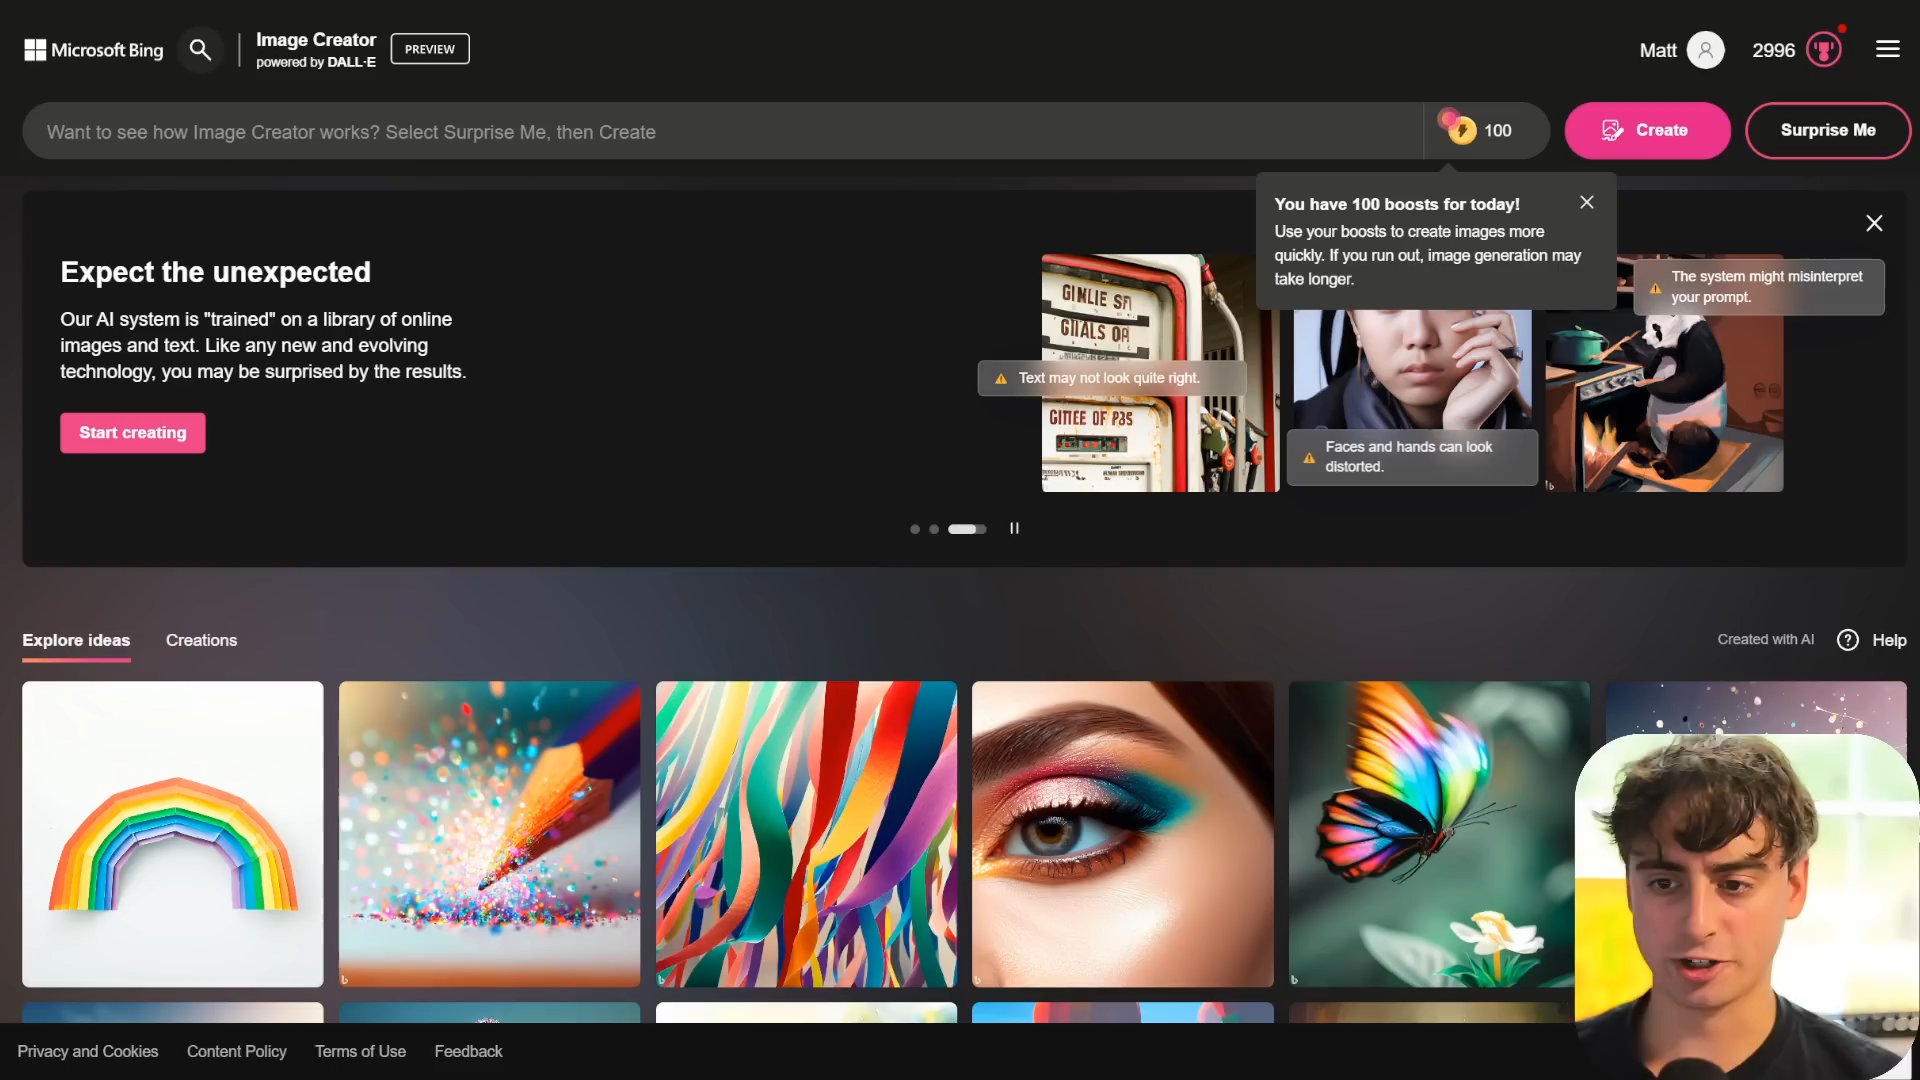 Microsoft Bing
Image Creator
powered by DALL·E
PREVIEW
Matt
2996
Want to see how Image Creator works? Select Surprise Me, then Create
100
Create
Surprise Me
You have 100 boosts for today!
Use your boosts to create images more
quickly. If you run out, image generation may
take longer.
Expect the unexpected
Our AI system is "trained" on a library of online
images and text. Like any new and evolving
technology, you may be surprised by the results.
Start creating
The system might misinterpret
your prompt.
Text may not look quite right.
GITEE OF P3S
Faces and hands can look
distorted.
Explore ideas
Creations
Created with AI
Help
Privacy and Cookies
Content Policy
Terms of Use
Feedback